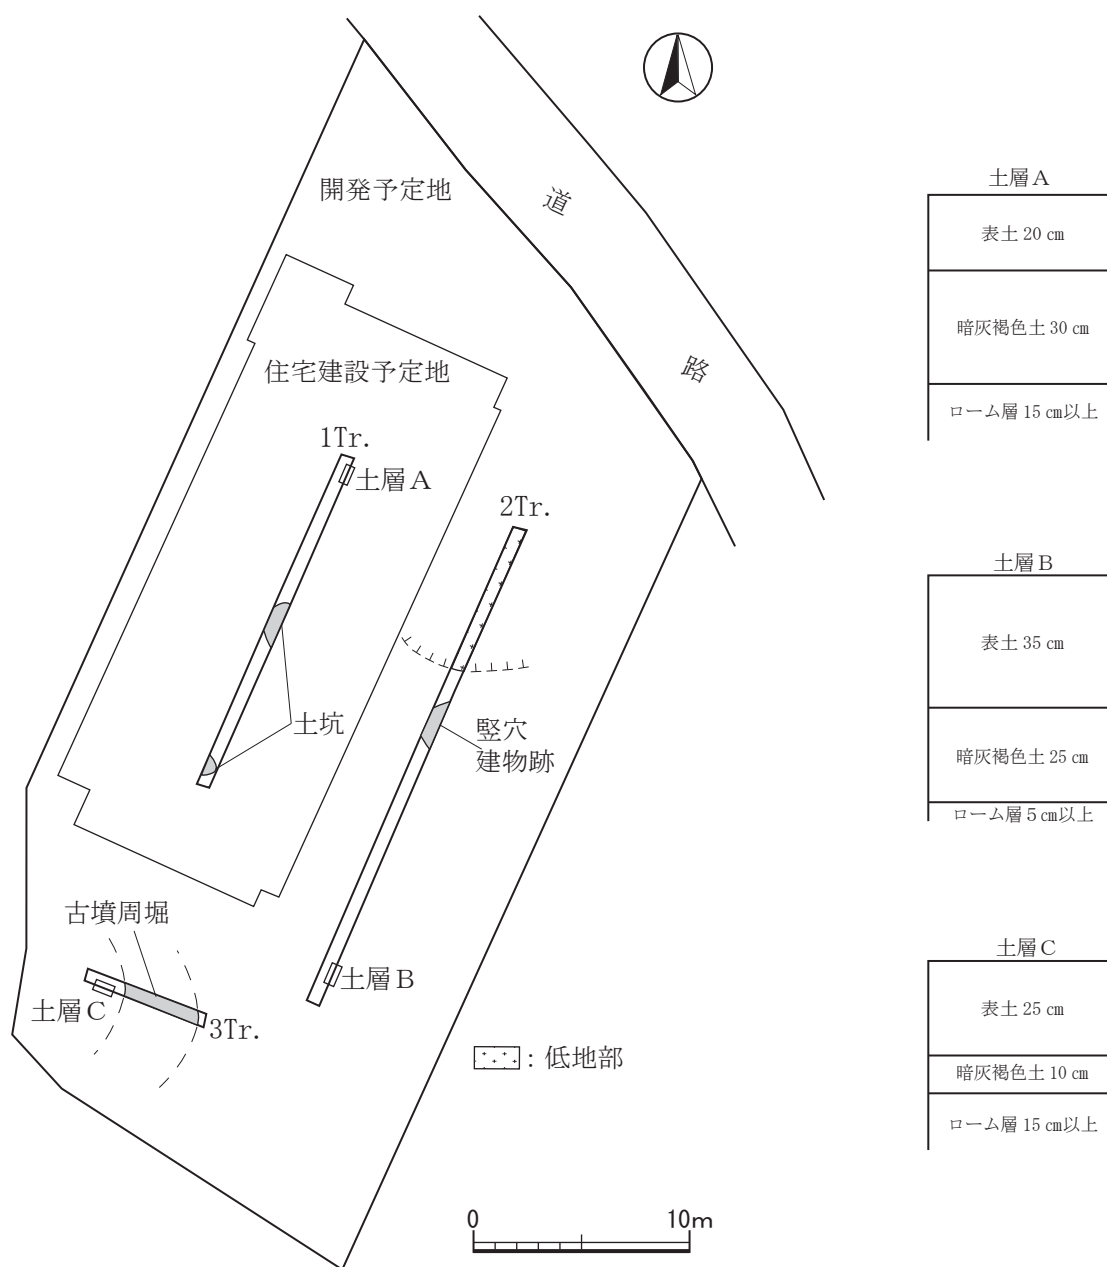 開発予定地
道
路
住宅建設予定地
1Tr.
土層A
2Tr.
土坑
竪穴
建物跡
古墳周堀
土層B
土層C
3Tr.
：低地部
0
10m
土層A
表土 20 ㎝
暗灰褐色土 30 ㎝
ローム層 15 ㎝以上
土層B
表土 35 ㎝
暗灰褐色土 25 ㎝
ローム層 5 ㎝以上
土層C
表土 25 ㎝
暗灰褐色土 10 ㎝
ローム層 15 ㎝以上